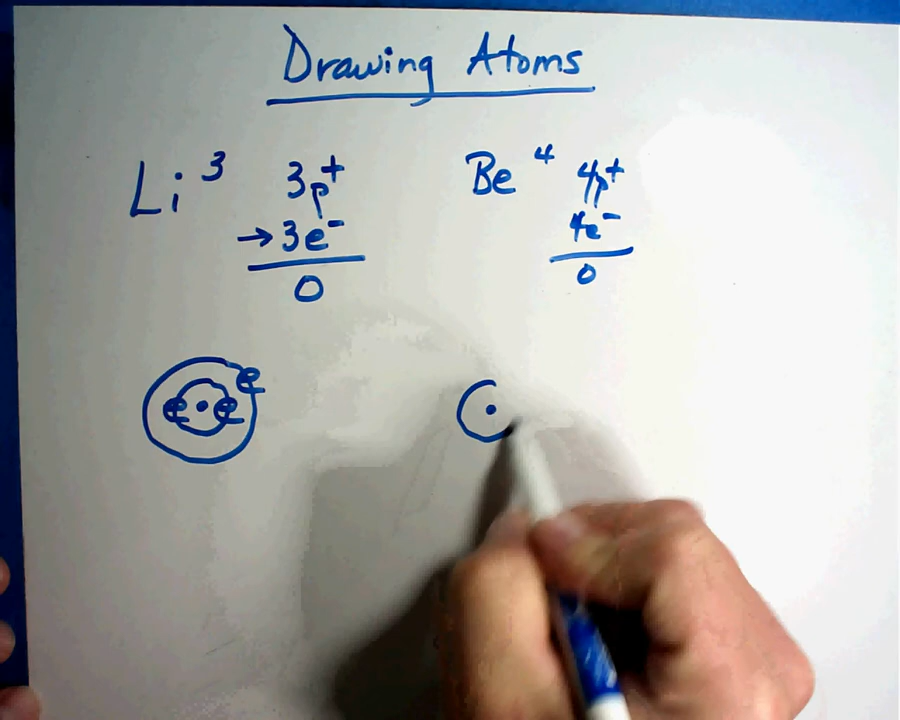 Drawing Atoms
Li 3 3p+
→3e-
0
Be 4 4p+
4e-
0
e e e